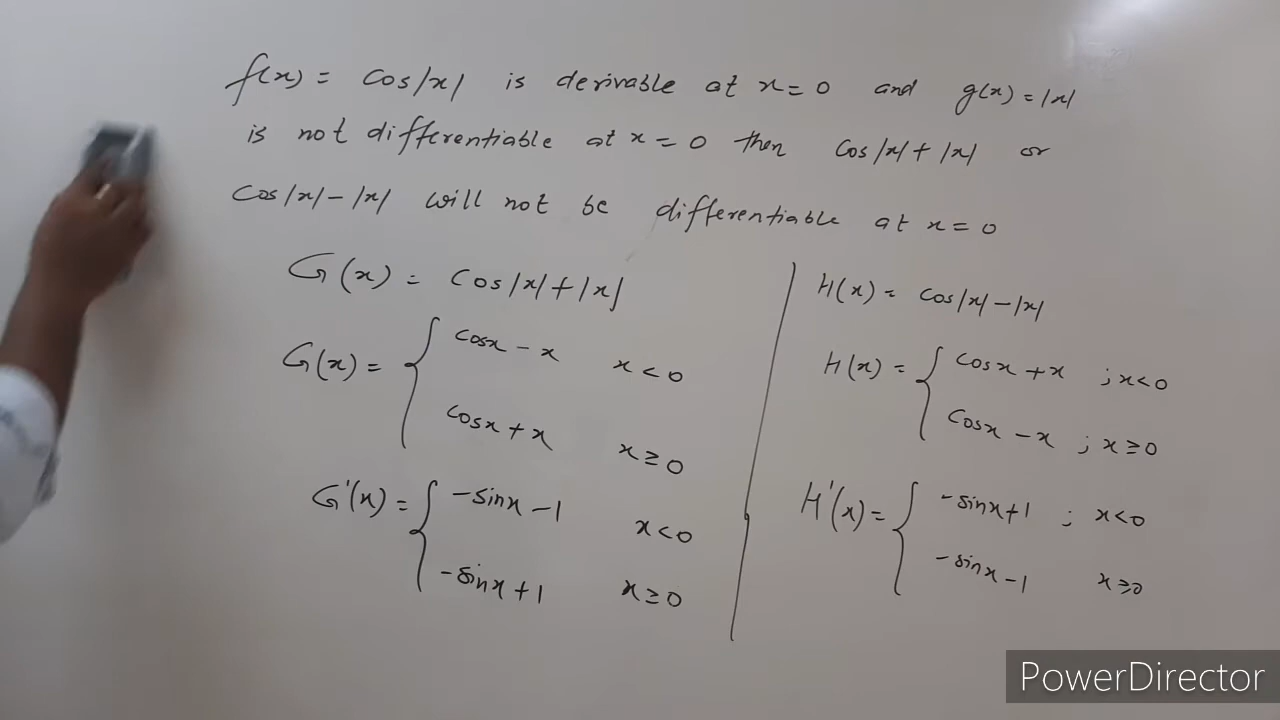 f(x) = cos|x| is derivable at x=0 and g(x)=|x|
is not differentiable at x=0 then cos|x|+|x| or
cos|x|-|x| will not be differentiable at x=0
G(x) = cos|x|+|x|
G(x) = { cosx - x x<0
cosx + x x≥0
G'(x) = { -sinx -1 x<0
-sinx +1 x≥0
H(x) = cos|x|-|x|
H(x) = { cosx +x ; x<0
cosx -x ; x≥0
H'(x) = { -sinx+1 ; x<0
-sinx -1 x≥0
PowerDirector